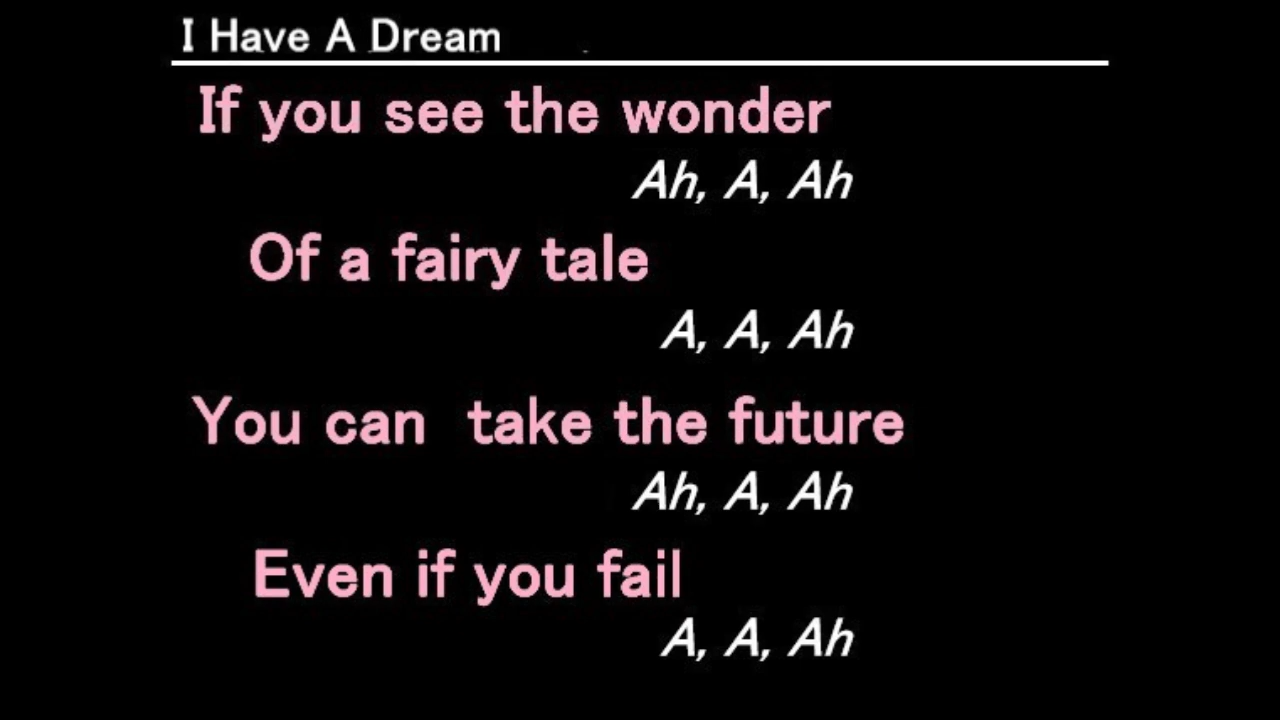 I Have A Dream
If you see the wonder
Ah, A, Ah
Of a fairy tale
A, A, Ah
You can take the future
Ah, A, Ah
Even if you fail
A, A, Ah